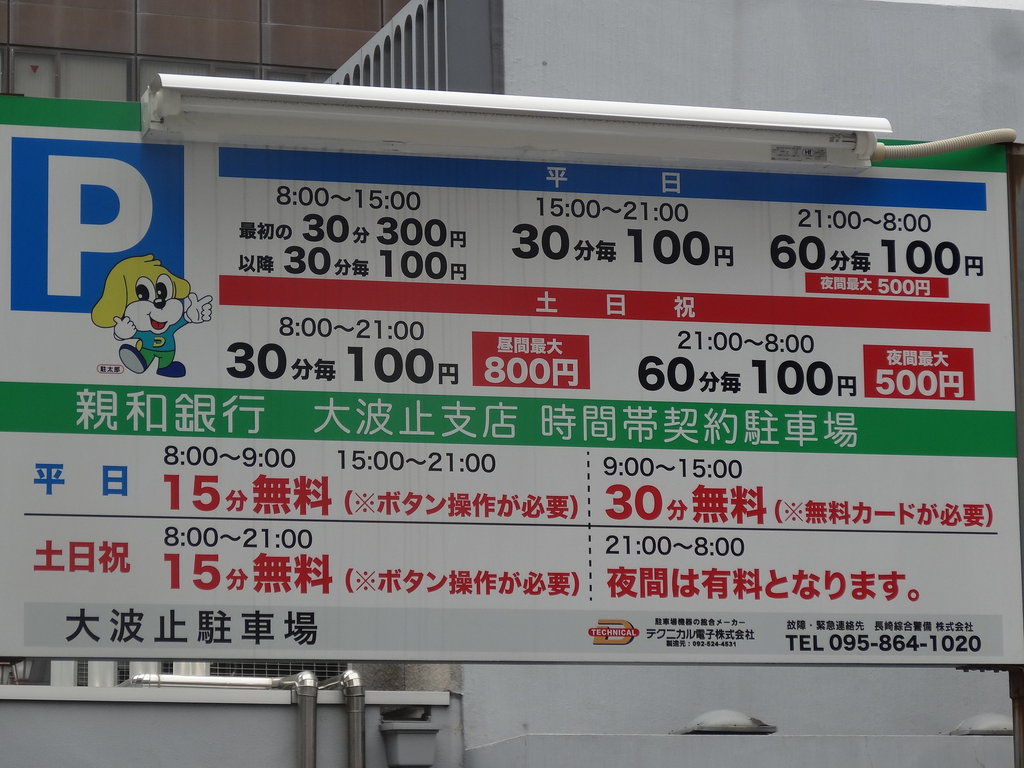 P
平 日
8:00～15:00
最初の 30分 300円
以降 30分毎 100円
15:00～21:00
30分毎 100円
21:00～8:00
60分毎 100円
夜間最大 500円
土 日 祝
8:00～21:00
30分毎 100円
昼間最大
800円
21:00～8:00
60分毎 100円
夜間最大
500円
駐太郎
親和銀行 大波止支店 時間帯契約駐車場
平 日
8:00～9:00 15:00～21:00
15分無料(※ボタン操作が必要)
9:00～15:00
30分無料(※無料カードが必要)
土日祝
8:00～21:00
15分無料(※ボタン操作が必要)
21:00～8:00
夜間は有料となります。
大波止駐車場
TECHNICAL
駐車場機器の総合メーカー
テクニカル電子株式会社
製造元:092-524-4531
故障・緊急連絡先 長崎綜合警備 株式会社
TEL 095-864-1020